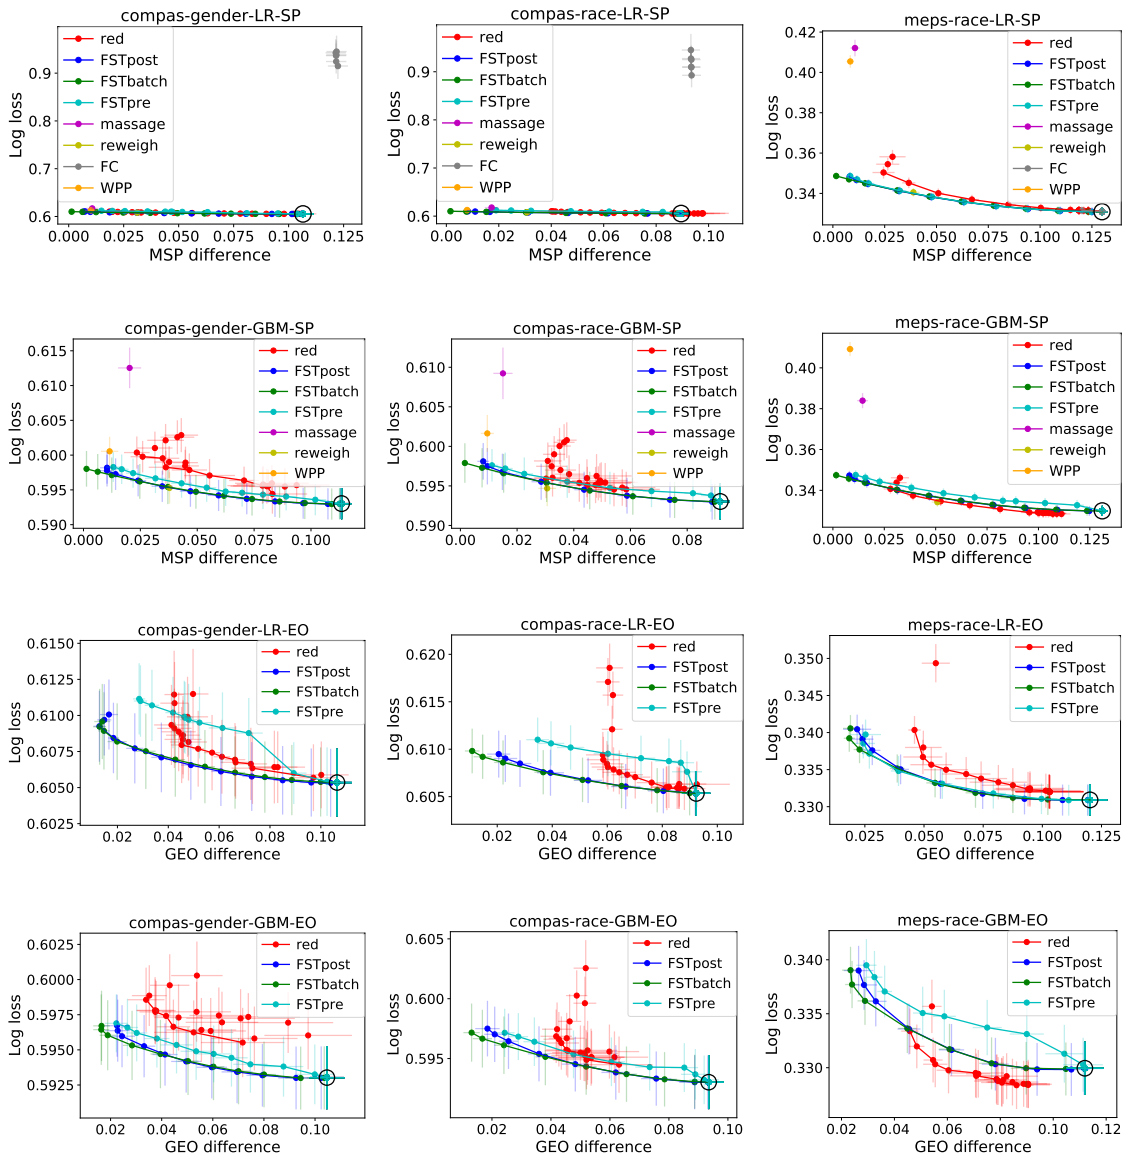 compas-gender-LR-SP
Log loss
0.9
0.8
0.7
0.6
red
FSTpost
FSTbatch
FSTpre
massage
reweigh
FC
WPP
0.000 0.025 0.050 0.075 0.100 0.125
MSP difference
compas-race-LR-SP
Log loss
0.9
0.8
0.7
0.6
red
FSTpost
FSTbatch
FSTpre
massage
reweigh
FC
WPP
0.00 0.02 0.04 0.06 0.08 0.10
MSP difference
meps-race-LR-SP
Log loss
0.42
0.40
0.38
0.36
0.34
red
FSTpost
FSTbatch
FSTpre
massage
reweigh
FC
WPP
0.000 0.025 0.050 0.075 0.100 0.125
MSP difference
compas-gender-GBM-SP
Log loss
0.615
0.610
0.605
0.600
0.595
0.590
red
FSTpost
FSTbatch
FSTpre
massage
reweigh
WPP
0.000 0.025 0.050 0.075 0.100
MSP difference
compas-race-GBM-SP
Log loss
0.610
0.605
0.600
0.595
0.590
red
FSTpost
FSTbatch
FSTpre
massage
reweigh
WPP
0.00 0.02 0.04 0.06 0.08
MSP difference
meps-race-GBM-SP
Log loss
0.40
0.38
0.36
0.34
red
FSTpost
FSTbatch
FSTpre
massage
reweigh
WPP
0.000 0.025 0.050 0.075 0.100 0.125
MSP difference
compas-gender-LR-EO
Log loss
0.6150
0.6125
0.6100
0.6075
0.6050
0.6025
red
FSTpost
FSTbatch
FSTpre
0.02 0.04 0.06 0.08 0.10
GEO difference
compas-race-LR-EO
Log loss
0.620
0.615
0.610
0.605
red
FSTpost
FSTbatch
FSTpre
0.02 0.04 0.06 0.08 0.10
GEO difference
meps-race-LR-EO
Log loss
0.350
0.345
0.340
0.335
0.330
red
FSTpost
FSTbatch
FSTpre
0.025 0.050 0.075 0.100 0.125
GEO difference
compas-gender-GBM-EO
Log loss
0.6025
0.6000
0.5975
0.5950
0.5925
red
FSTpost
FSTbatch
FSTpre
0.02 0.04 0.06 0.08 0.10
GEO difference
compas-race-GBM-EO
Log loss
0.605
0.600
0.595
red
FSTpost
FSTbatch
FSTpre
0.02 0.04 0.06 0.08 0.10
GEO difference
meps-race-GBM-EO
Log loss
0.340
0.335
0.330
red
FSTpost
FSTbatch
FSTpre
0.02 0.04 0.06 0.08 0.10 0.12
GEO difference